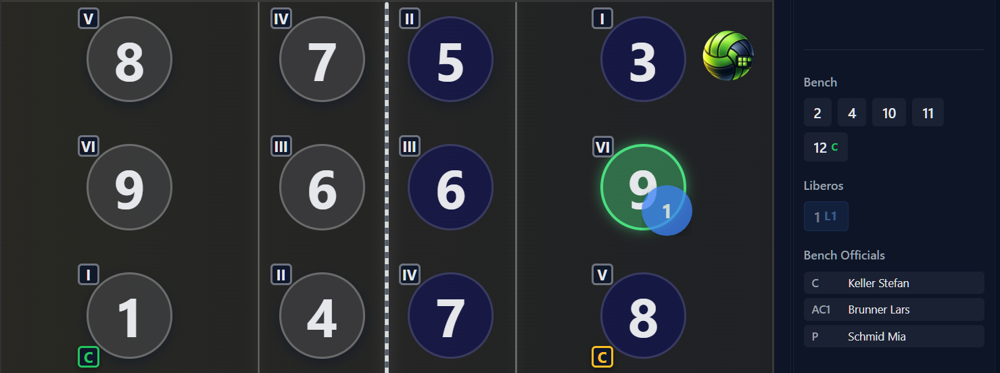 V
8
IV
7
II
5
I
3
VI
9
III
6
III
6
VI
9
1
I
1
C
II
4
IV
7
V
8
C
Bench
2 4 10 11
12 C
Liberos
1 L1
Bench Officials
C Keller Stefan
AC1 Brunner Lars
P Schmid Mia